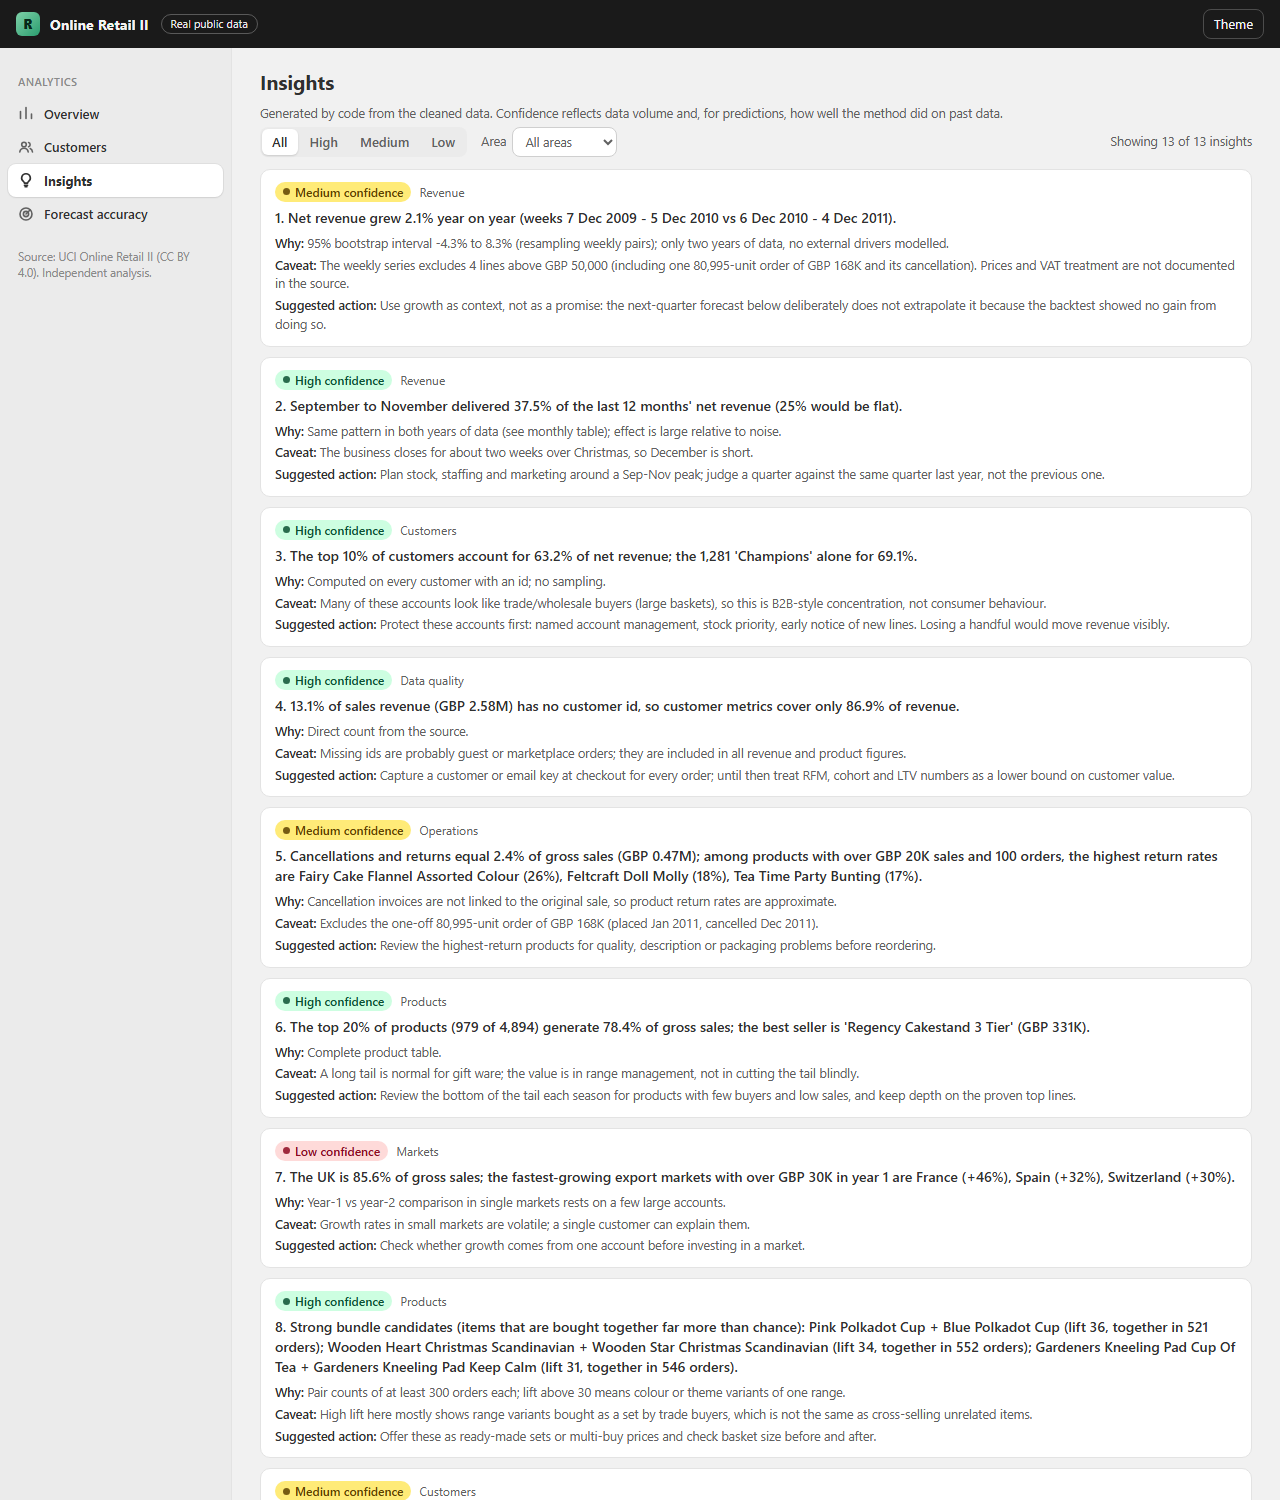 R Online Retail II Real public data Theme
ANALYTICS
Overview
Customers
Insights
Forecast accuracy
Source: UCI Online Retail II (CC BY
4.0). Independent analysis.
Insights
Generated by code from the cleaned data. Confidence reflects data volume and, for predictions, how well the method did on past data.
All High Medium Low Area All areas Showing 13 of 13 insights
Medium confidence Revenue
1. Net revenue grew 2.1% year on year (weeks 7 Dec 2009 - 5 Dec 2010 vs 6 Dec 2010 - 4 Dec 2011).
Why: 95% bootstrap interval -4.3% to 8.3% (resampling weekly pairs); only two years of data, no external drivers modelled.
Caveat: The weekly series excludes 4 lines above GBP 50,000 (including one 80,995-unit order of GBP 168K and its cancellation). Prices and VAT treatment are not documented
in the source.
Suggested action: Use growth as context, not as a promise: the next-quarter forecast below deliberately does not extrapolate it because the backtest showed no gain from
doing so.
High confidence Revenue
2. September to November delivered 37.5% of the last 12 months' net revenue (25% would be flat).
Why: Same pattern in both years of data (see monthly table); effect is large relative to noise.
Caveat: The business closes for about two weeks over Christmas, so December is short.
Suggested action: Plan stock, staffing and marketing around a Sep-Nov peak; judge a quarter against the same quarter last year, not the previous one.
High confidence Customers
3. The top 10% of customers account for 63.2% of net revenue; the 1,281 'Champions' alone for 69.1%.
Why: Computed on every customer with an id; no sampling.
Caveat: Many of these accounts look like trade/wholesale buyers (large baskets), so this is B2B-style concentration, not consumer behaviour.
Suggested action: Protect these accounts first: named account management, stock priority, early notice of new lines. Losing a handful would move revenue visibly.
High confidence Data quality
4. 13.1% of sales revenue (GBP 2.58M) has no customer id, so customer metrics cover only 86.9% of revenue.
Why: Direct count from the source.
Caveat: Missing ids are probably guest or marketplace orders; they are included in all revenue and product figures.
Suggested action: Capture a customer or email key at checkout for every order; until then treat RFM, cohort and LTV numbers as a lower bound on customer value.
Medium confidence Operations
5. Cancellations and returns equal 2.4% of gross sales (GBP 0.47M); among products with over GBP 20K sales and 100 orders, the highest return rates
are Fairy Cake Flannel Assorted Colour (26%), Feltcraft Doll Molly (18%), Tea Time Party Bunting (17%).
Why: Cancellation invoices are not linked to the original sale, so product return rates are approximate.
Caveat: Excludes the one-off 80,995-unit order of GBP 168K (placed Jan 2011, cancelled Dec 2011).
Suggested action: Review the highest-return products for quality, description or packaging problems before reordering.
High confidence Products
6. The top 20% of products (979 of 4,894) generate 78.4% of gross sales; the best seller is 'Regency Cakestand 3 Tier' (GBP 331K).
Why: Complete product table.
Caveat: A long tail is normal for gift ware; the value is in range management, not in cutting the tail blindly.
Suggested action: Review the bottom of the tail each season for products with few buyers and low sales, and keep depth on the proven top lines.
Low confidence Markets
7. The UK is 85.6% of gross sales; the fastest-growing export markets with over GBP 30K in year 1 are France (+46%), Spain (+32%), Switzerland (+30%).
Why: Year-1 vs year-2 comparison in single markets rests on a few large accounts.
Caveat: Growth rates in small markets are volatile; a single customer can explain them.
Suggested action: Check whether growth comes from one account before investing in a market.
High confidence Products
8. Strong bundle candidates (items that are bought together far more than chance): Pink Polkadot Cup + Blue Polkadot Cup (lift 36, together in 521
orders); Wooden Heart Christmas Scandinavian + Wooden Star Christmas Scandinavian (lift 34, together in 552 orders); Gardeners Kneeling Pad Cup Of
Tea + Gardeners Kneeling Pad Keep Calm (lift 31, together in 546 orders).
Why: Pair counts of at least 300 orders each; lift above 30 means colour or theme variants of one range.
Caveat: High lift here mostly shows range variants bought as a set by trade buyers, which is not the same as cross-selling unrelated items.
Suggested action: Offer these as ready-made sets or multi-buy prices and check basket size before and after.
Medium confidence Customers